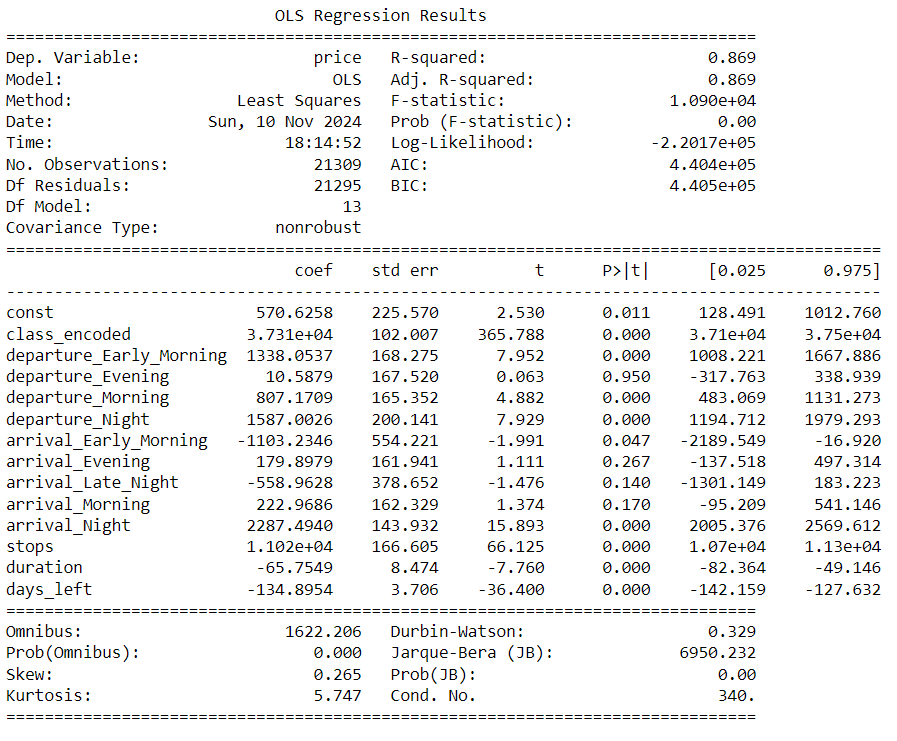 OLS Regression Results
==============================================================================
Dep. Variable: price R-squared: 0.869
Model: OLS Adj. R-squared: 0.869
Method: Least Squares F-statistic: 1.090e+04
Date: Sun, 10 Nov 2024 Prob (F-statistic): 0.00
Time: 18:14:52 Log-Likelihood: -2.2017e+05
No. Observations: 21309 AIC: 4.404e+05
Df Residuals: 21295 BIC: 4.405e+05
Df Model: 13
Covariance Type: nonrobust
===========================================================================================
coef std err t P>|t| [0.025 0.975]
-------------------------------------------------------------------------------------------
const 570.6258 225.570 2.530 0.011 128.491 1012.760
class_encoded 3.731e+04 102.007 365.788 0.000 3.71e+04 3.75e+04
departure_Early_Morning 1338.0537 168.275 7.952 0.000 1008.221 1667.886
departure_Evening 10.5879 167.520 0.063 0.950 -317.763 338.939
departure_Morning 807.1709 165.352 4.882 0.000 483.069 1131.273
departure_Night 1587.0026 200.141 7.929 0.000 1194.712 1979.293
arrival_Early_Morning -1103.2346 554.221 -1.991 0.047 -2189.549 -16.920
arrival_Evening 179.8979 161.941 1.111 0.267 -137.518 497.314
arrival_Late_Night -558.9628 378.652 -1.476 0.140 -1301.149 183.223
arrival_Morning 222.9686 162.329 1.374 0.170 -95.209 541.146
arrival_Night 2287.4940 143.932 15.893 0.000 2005.376 2569.612
stops 1.102e+04 166.605 66.125 0.000 1.07e+04 1.13e+04
duration -65.7549 8.474 -7.760 0.000 -82.364 -49.146
days_left -134.8954 3.706 -36.400 0.000 -142.159 -127.632
==============================================================================
Omnibus: 1622.206 Durbin-Watson: 0.329
Prob(Omnibus): 0.000 Jarque-Bera (JB): 6950.232
Skew: 0.265 Prob(JB): 0.00
Kurtosis: 5.747 Cond. No. 340.
==============================================================================